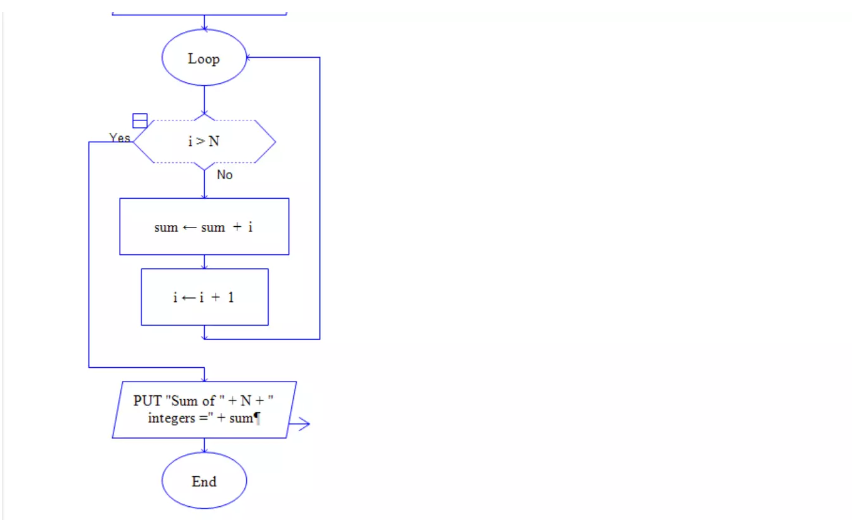 Loop
Yes
i > N
No
sum ← sum + i
i ← i + 1
PUT "Sum of " + N + "
integers =" + sum¶
End